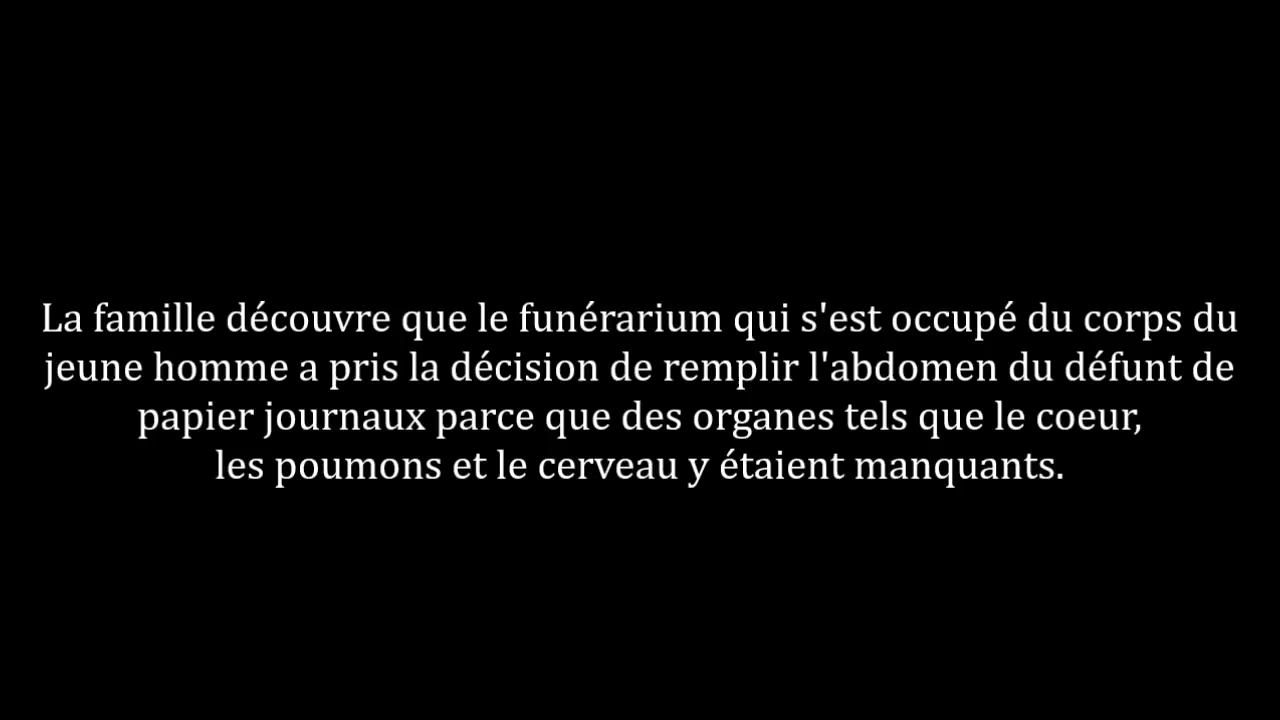 La famille découvre que le funérarium qui s'est occupé du corps du
jeune homme a pris la décision de remplir l'abdomen du défunt de
papier journaux parce que des organes tels que le coeur,
les poumons et le cerveau y étaient manquants.